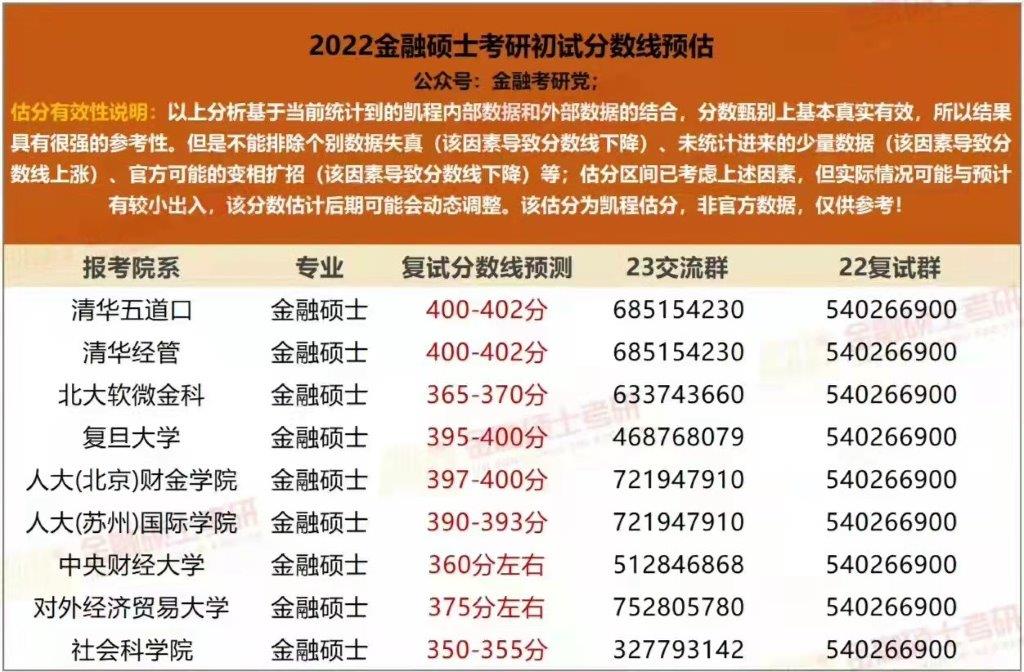 2022金融硕士考研初试分数线预估
公众号：金融考研党；
估分有效性说明：以上分析基于当前统计到的凯程内部数据和外部数据的结合，分数甄别上基本真实有效，所以结果
具有很强的参考性。但是不能排除个别数据失真（该因素导致分数线下降）、未统计进来的少量数据（该因素导致分
数线上涨）、官方可能的变相扩招（该因素导致分数线下降）等；估分区间已考虑上述因素，但实际情况可能与预计
有较小出入，该分数估计后期可能会动态调整。该估分为凯程估分，非官方数据，仅供参考！
报考院系 专业 复试分数线预测 23交流群 22复试群
清华五道口 金融硕士 400-402分 685154230 540266900
清华经管 金融硕士 400-402分 685154230 540266900
北大软微金科 金融硕士 365-370分 633743660 540266900
复旦大学 金融硕士 395-400分 468768079 540266900
人大(北京)财金学院 金融硕士 397-400分 721947910 540266900
人大(苏州)国际学院 金融硕士 390-393分 721947910 540266900
中央财经大学 金融硕士 360分左右 512846868 540266900
对外经济贸易大学 金融硕士 375分左右 752805780 540266900
社会科学院 金融硕士 350-355分 327793142 540266900
金融硕士考研
金融硕士考研
金融硕士考研